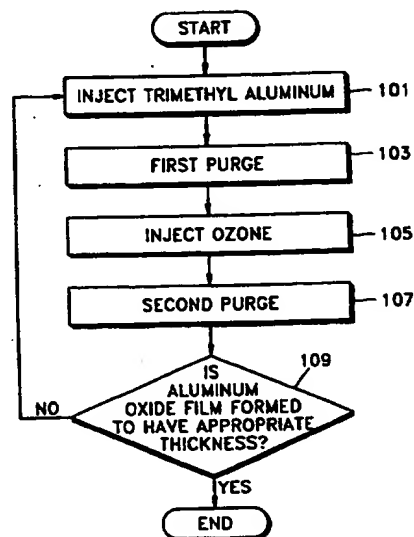 START
INJECT TRIMETHYL ALUMINUM
101
FIRST PURGE
103
INJECT OZONE
105
SECOND PURGE
107
IS
109
ALUMINUM
OXIDE FILM FORMED
TO HAVE APPROPRIATE
THICKNESS?
NO
YES
END